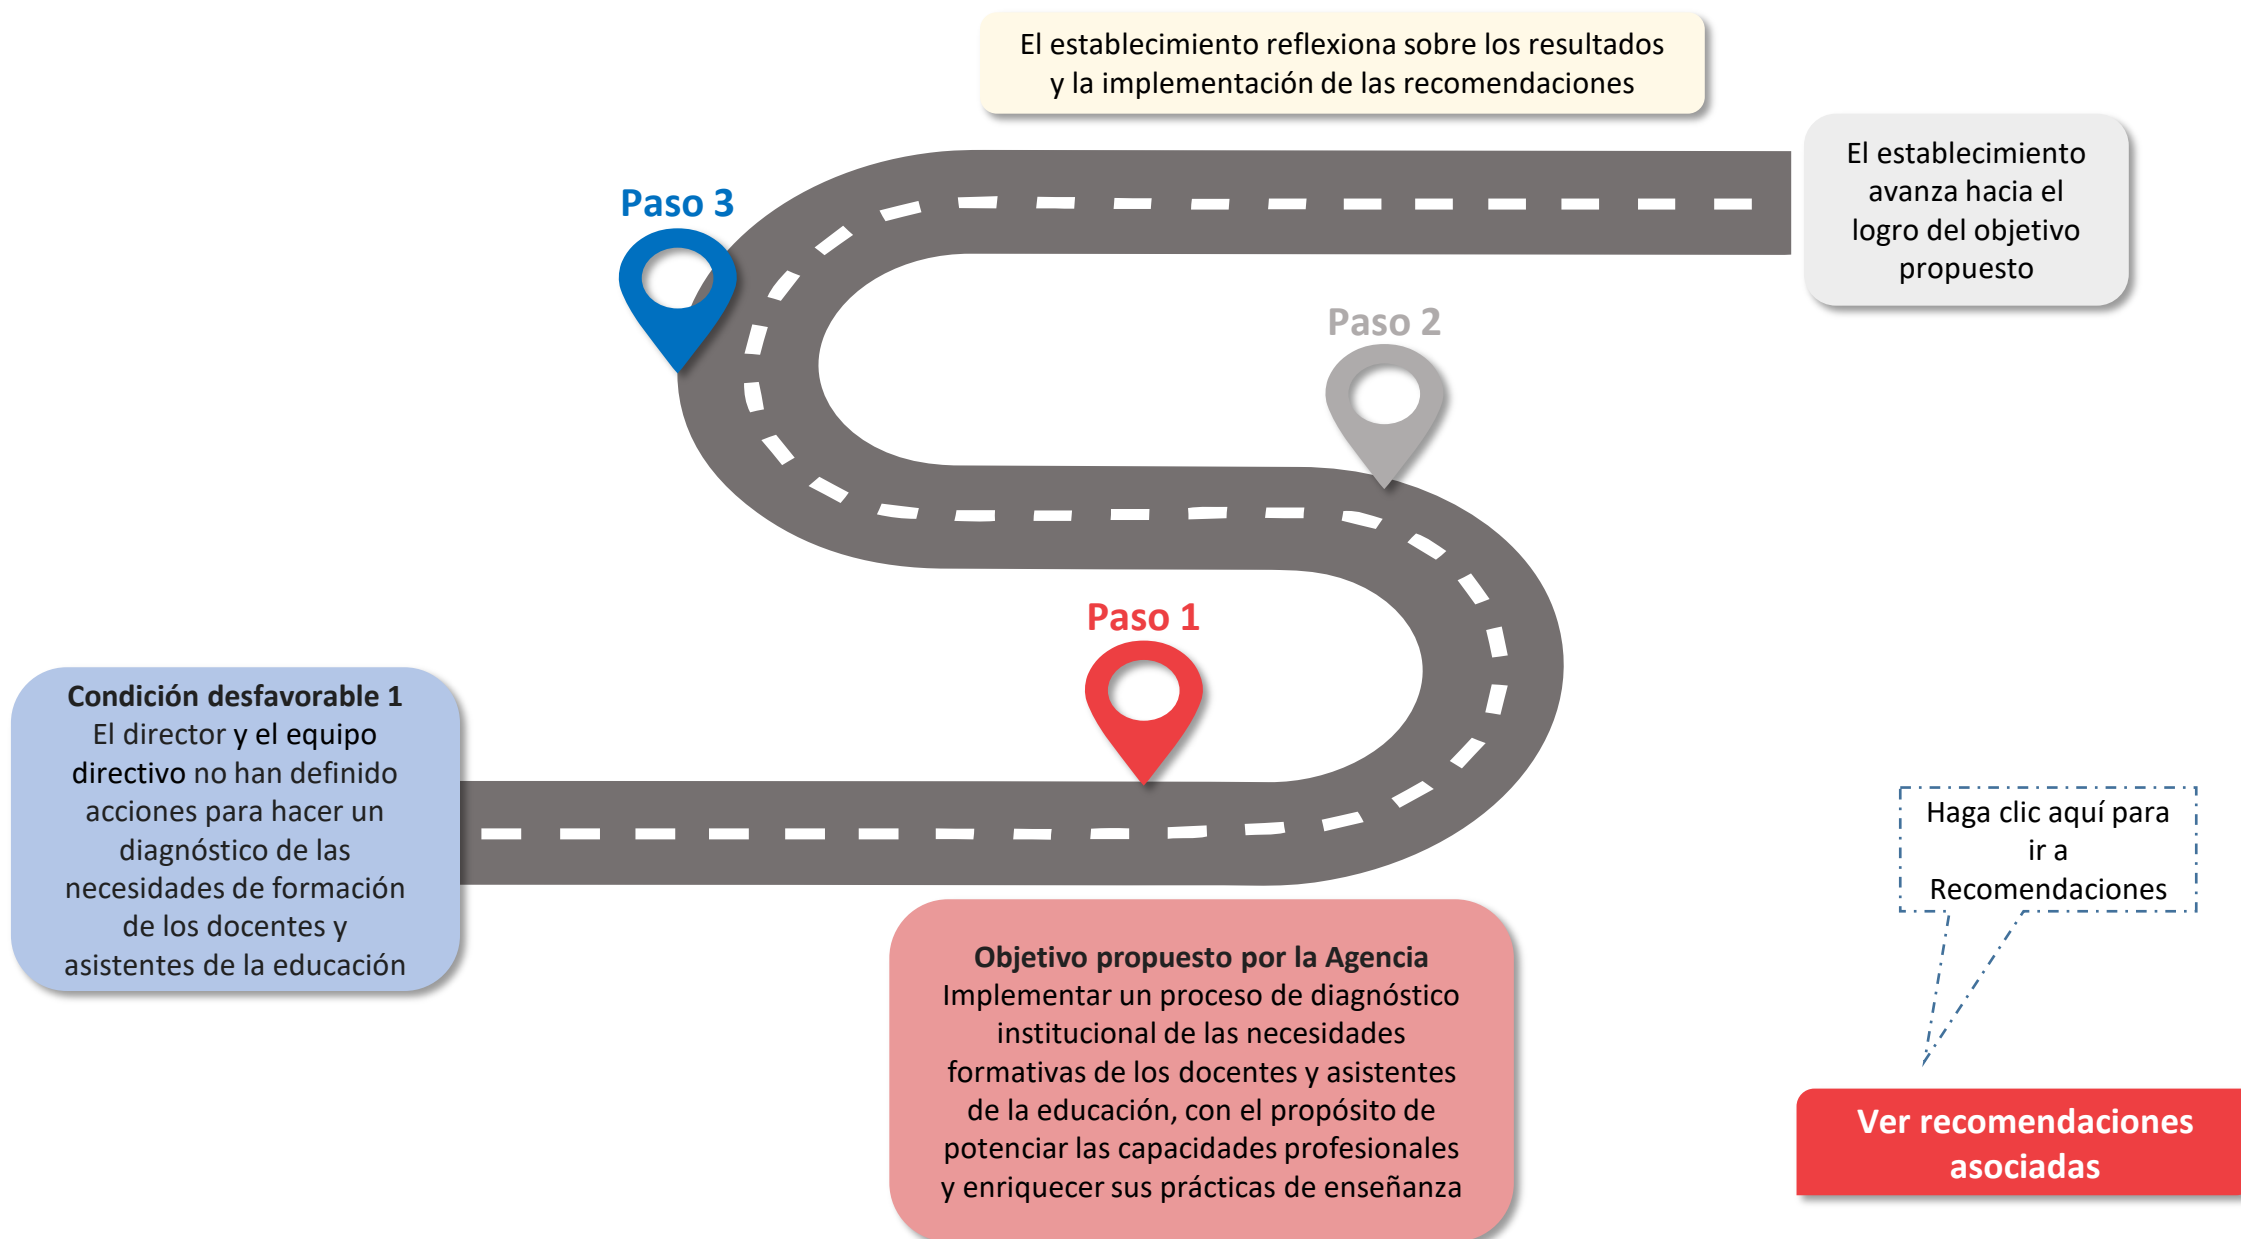 El establecimiento reflexiona sobre los resultados
y la implementación de las recomendaciones
El establecimiento
avanza hacia el
logro del objetivo
propuesto
Paso 3
Paso 2
Paso 1
Condición desfavorable 1
El director y el equipo
directivo no han definido
acciones para hacer un
diagnóstico de las
necesidades de formación
de los docentes y
asistentes de la educación
Haga clic aquí para
ir a
Recomendaciones
Objetivo propuesto por la Agencia
Implementar un proceso de diagnóstico
institucional de las necesidades
formativas de los docentes y asistentes
de la educación, con el propósito de
potenciar las capacidades profesionales
y enriquecer sus prácticas de enseñanza
Ver recomendaciones
asociadas